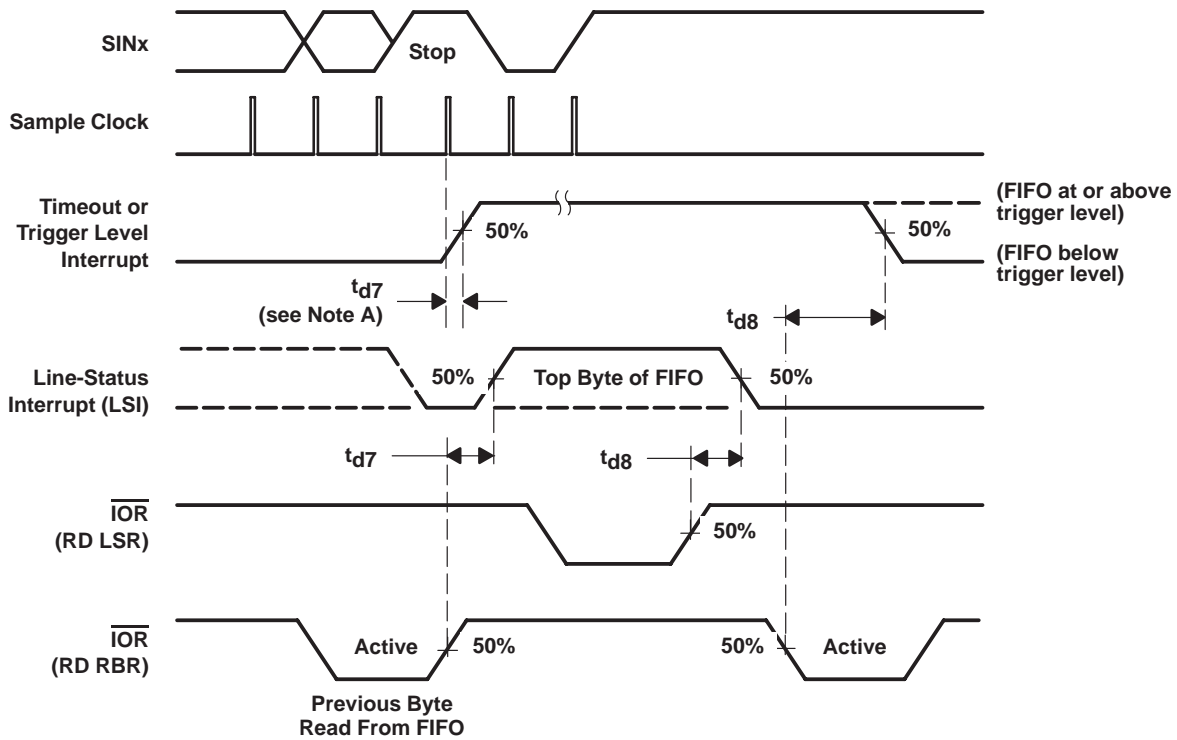 SINx
Stop
Sample Clock
Timeout or
Trigger Level
Interrupt
50%
50%
(FIFO at or above
trigger level)
(FIFO below
trigger level)
td7
(see Note A)
td8
Line-Status
Interrupt (LSI)
50%
Top Byte of FIFO
50%
td7
td8
IOR
(RD LSR)
50%
IOR
(RD RBR)
Active
50%
50%
Active
Previous Byte
Read From FIFO